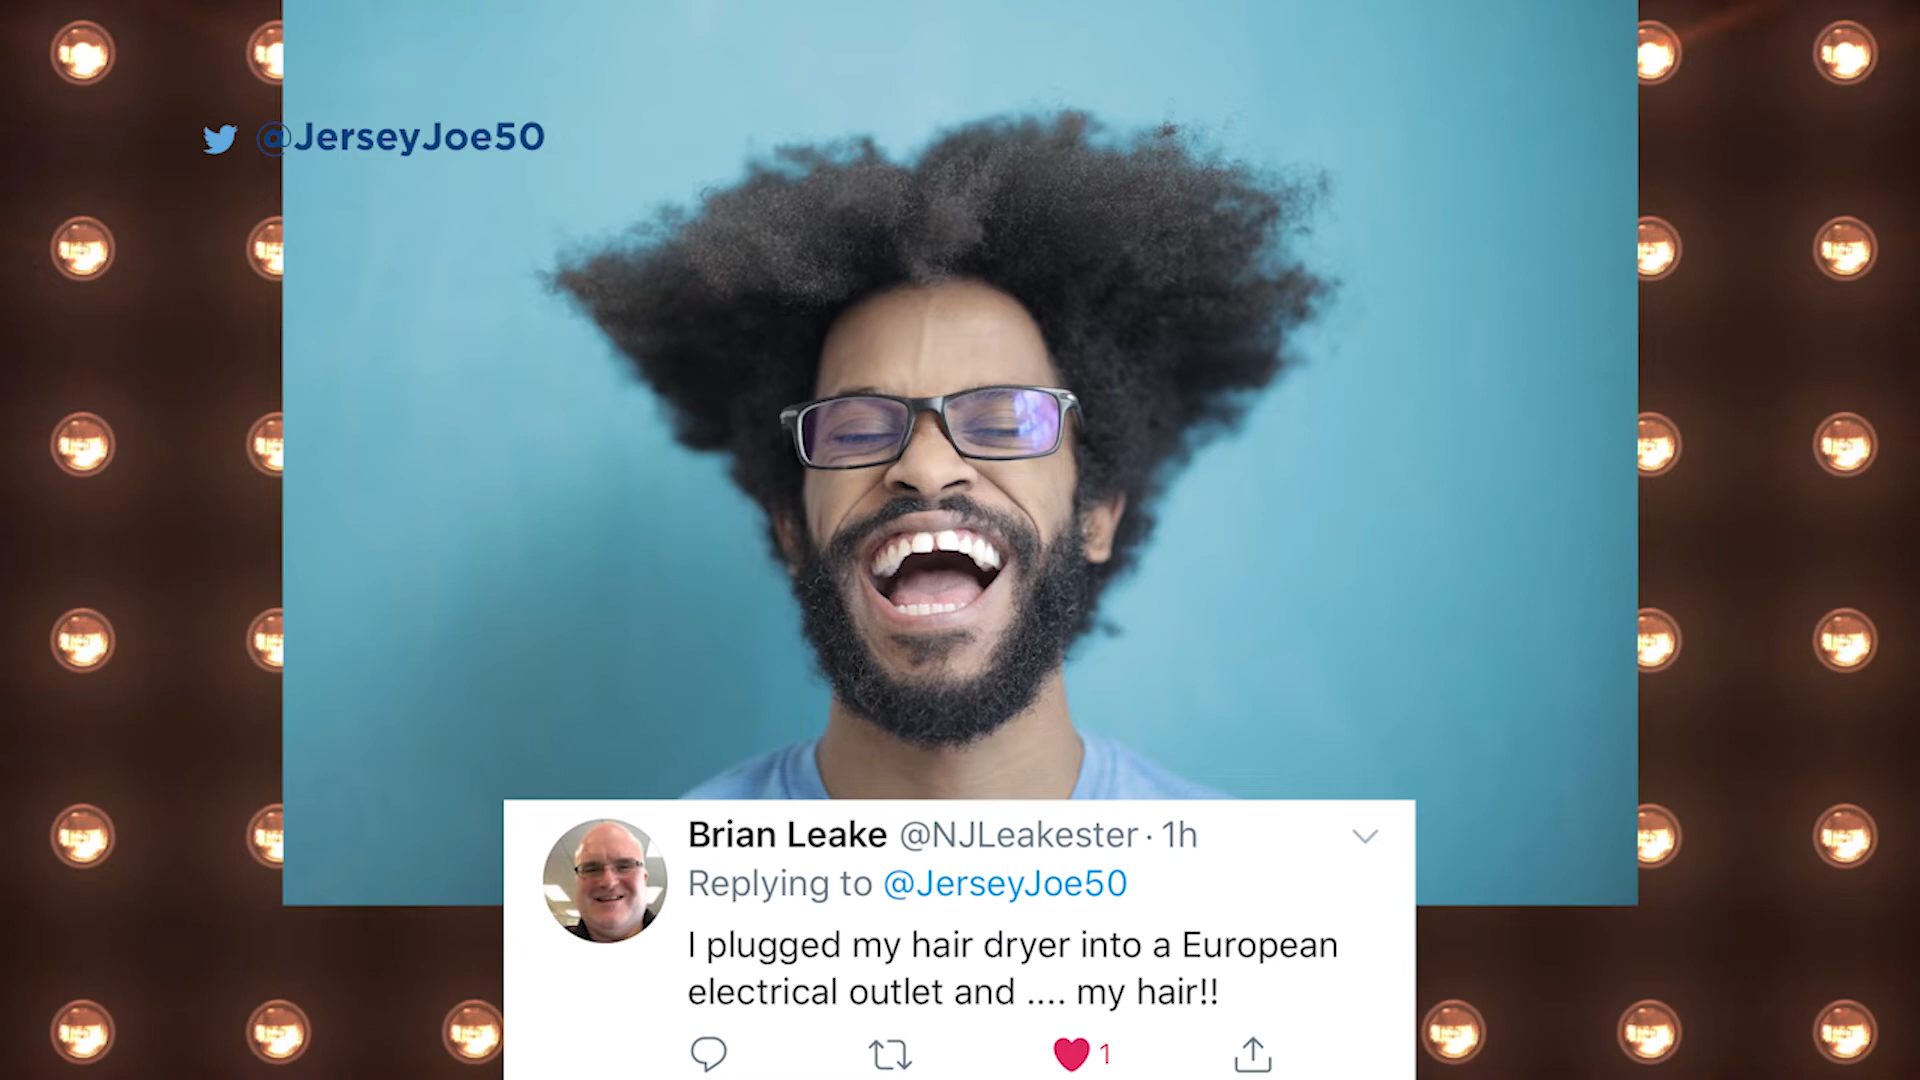 @JerseyJoe50
Brian Leake @NJLeakester · 1h
Replying to @JerseyJoe50
I plugged my hair dryer into a European
electrical outlet and .... my hair!!
1